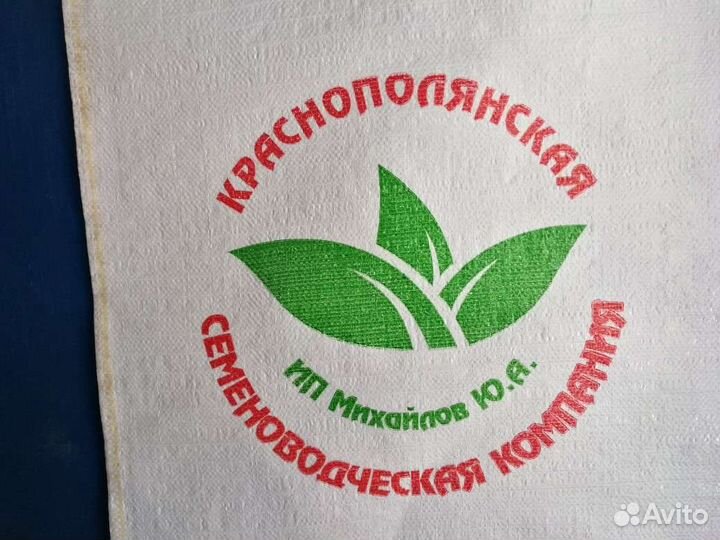 КРАСНОПОЛЯНСКАЯ
ИП Михайлов Ю.А.
СЕМЕНОВОДЧЕСКАЯ КОМПАНИЯ
Avito